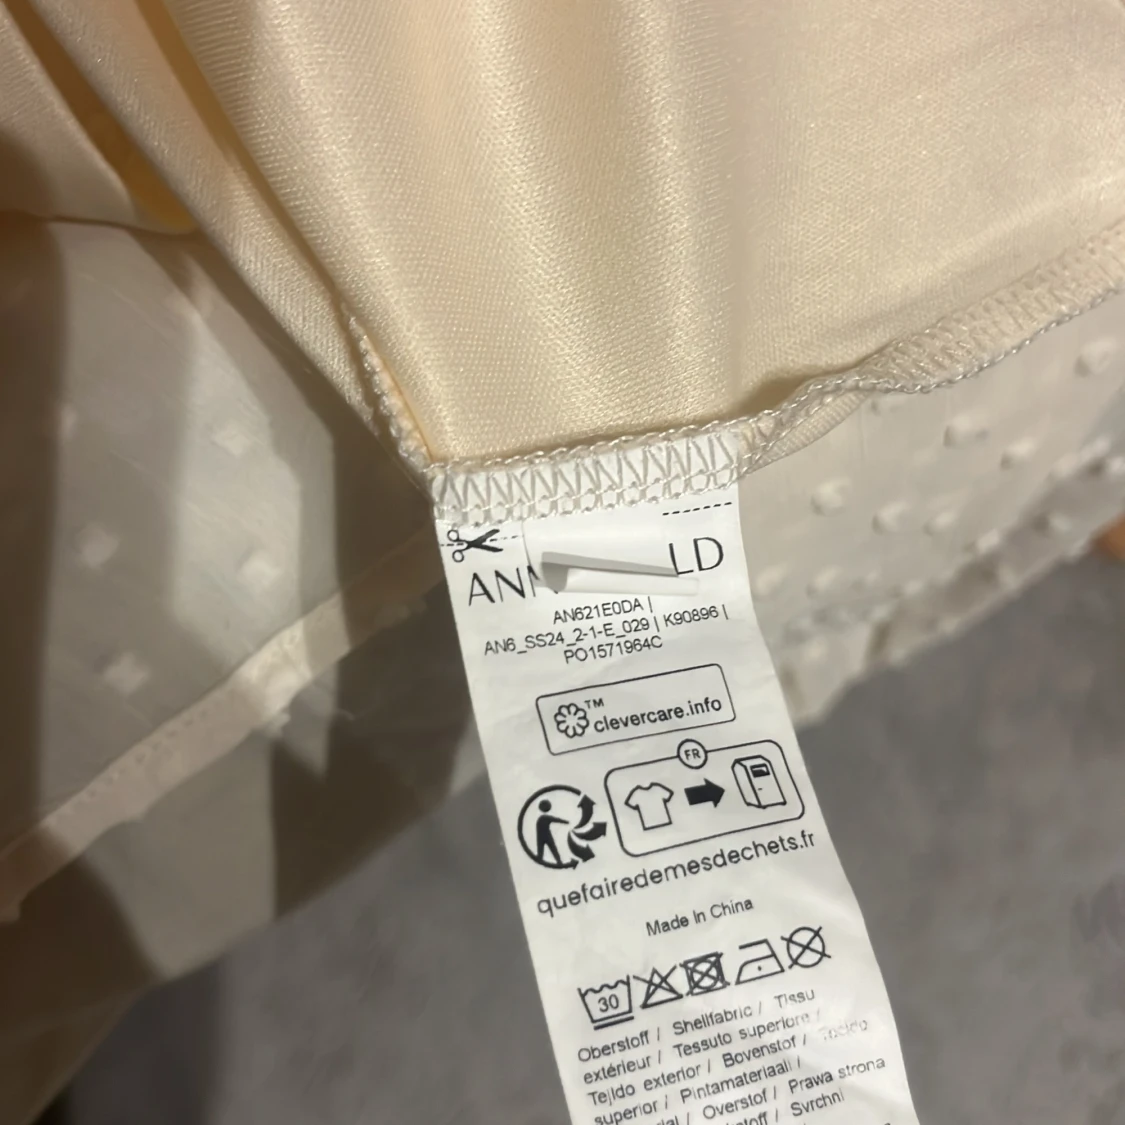 LD
AN621E0DA |
AN6_SS24_2-1-E_029 | K90896 |
PO1571964C
TM
clevercare.info
FR
quefairedemesdechets.fr
Made In China
30
Oberstoff / Shellfabric / Tissu
extérieur / Tessuto superiore /
Tejido exterior / Bovenstof /
superior / Pintamateriaali /
/ Overstof / Prawa strona
/ Svrchní